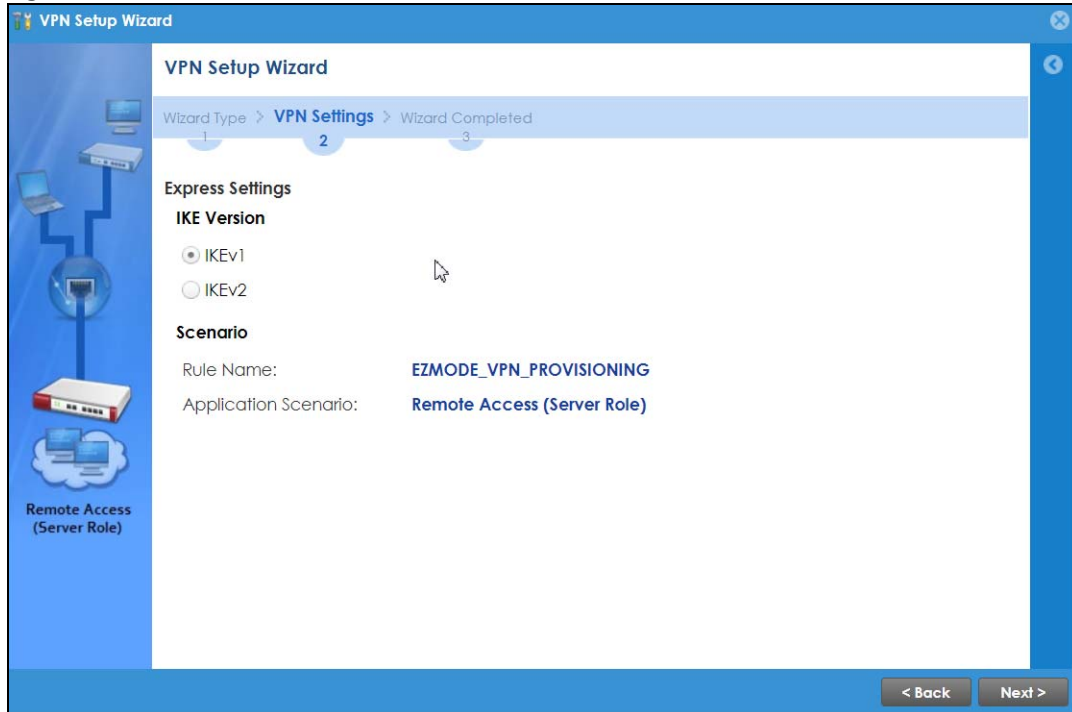 VPN Setup Wizard
VPN Setup Wizard
Wizard Type > VPN Settings > Wizard Completed
1 2 3
Express Settings
IKE Version
IKEv1
IKEv2
Scenario
Rule Name: EZMODE_VPN_PROVISIONING
Application Scenario: Remote Access (Server Role)
Remote Access
(Server Role)
< Back Next >